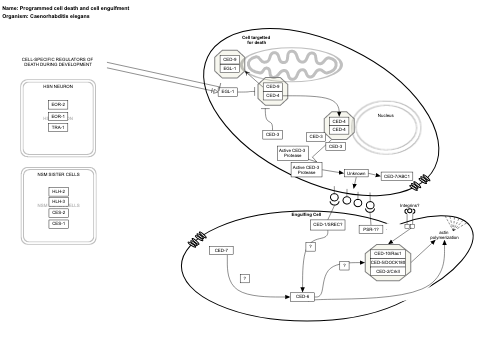 Name: Programmed cell death and cell engulfment
Organism: Caenorhabditis elegans
Cell targetted
for death
CELL-SPECIFIC REGULATORS OF
DEATH DURING DEVELOPMENT
CED-9
EGL-1
HSN NEURON
EOR-2
EOR-1
TRA-1
EGL-1
CED-9
CED-4
Nucleus
CED-4
CED-4
CED-3
CED-3
CED-3
Active CED-3
Protease
Active CED-3
Protease
Unknown
CED-7/ABC1
NSM SISTER CELLS
HLH-2
HLH-3
CES-2
CES-1
Engulfing Cell
Integrins?
CED-1/SREC1
PSR-1?
actin
polymerization
CED-7
?
CED-10/Rac1
CED-5/DOCK180
CED-2/CrkII
?
?
CED-6